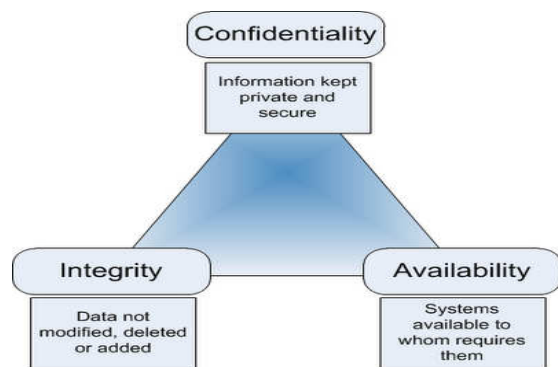 Confidentiality
Information kept
private and
secure
Integrity
Data not
modified, deleted
or added
Availability
Systems
available to
whom requires
them